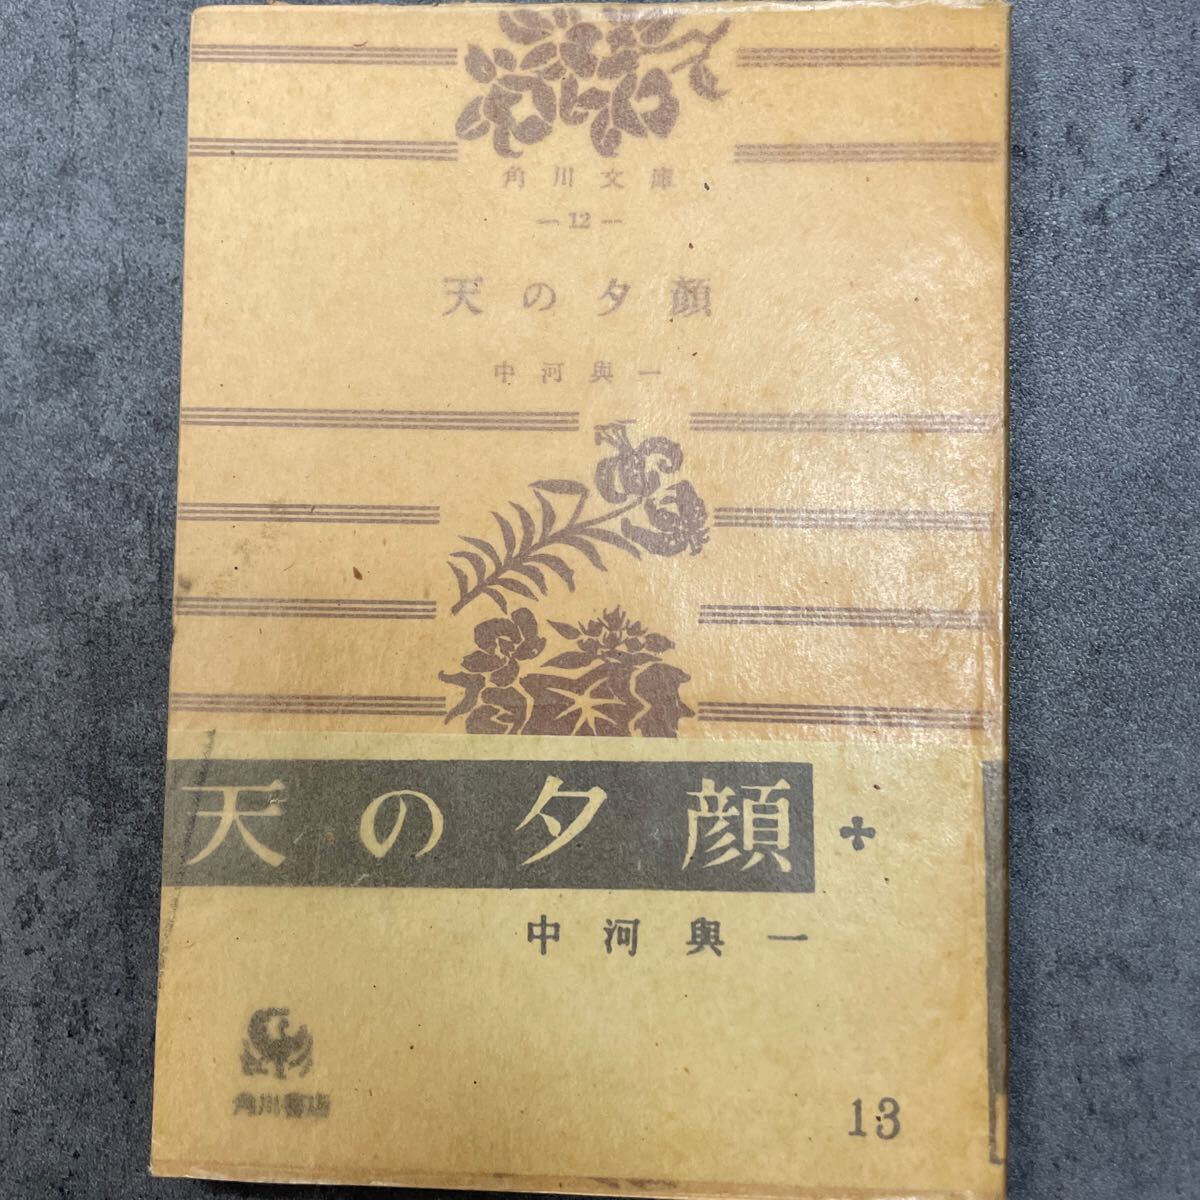 角川文庫
—12—
天の夕顔
中河與一
天の夕顔
中河與一
角川書店
13